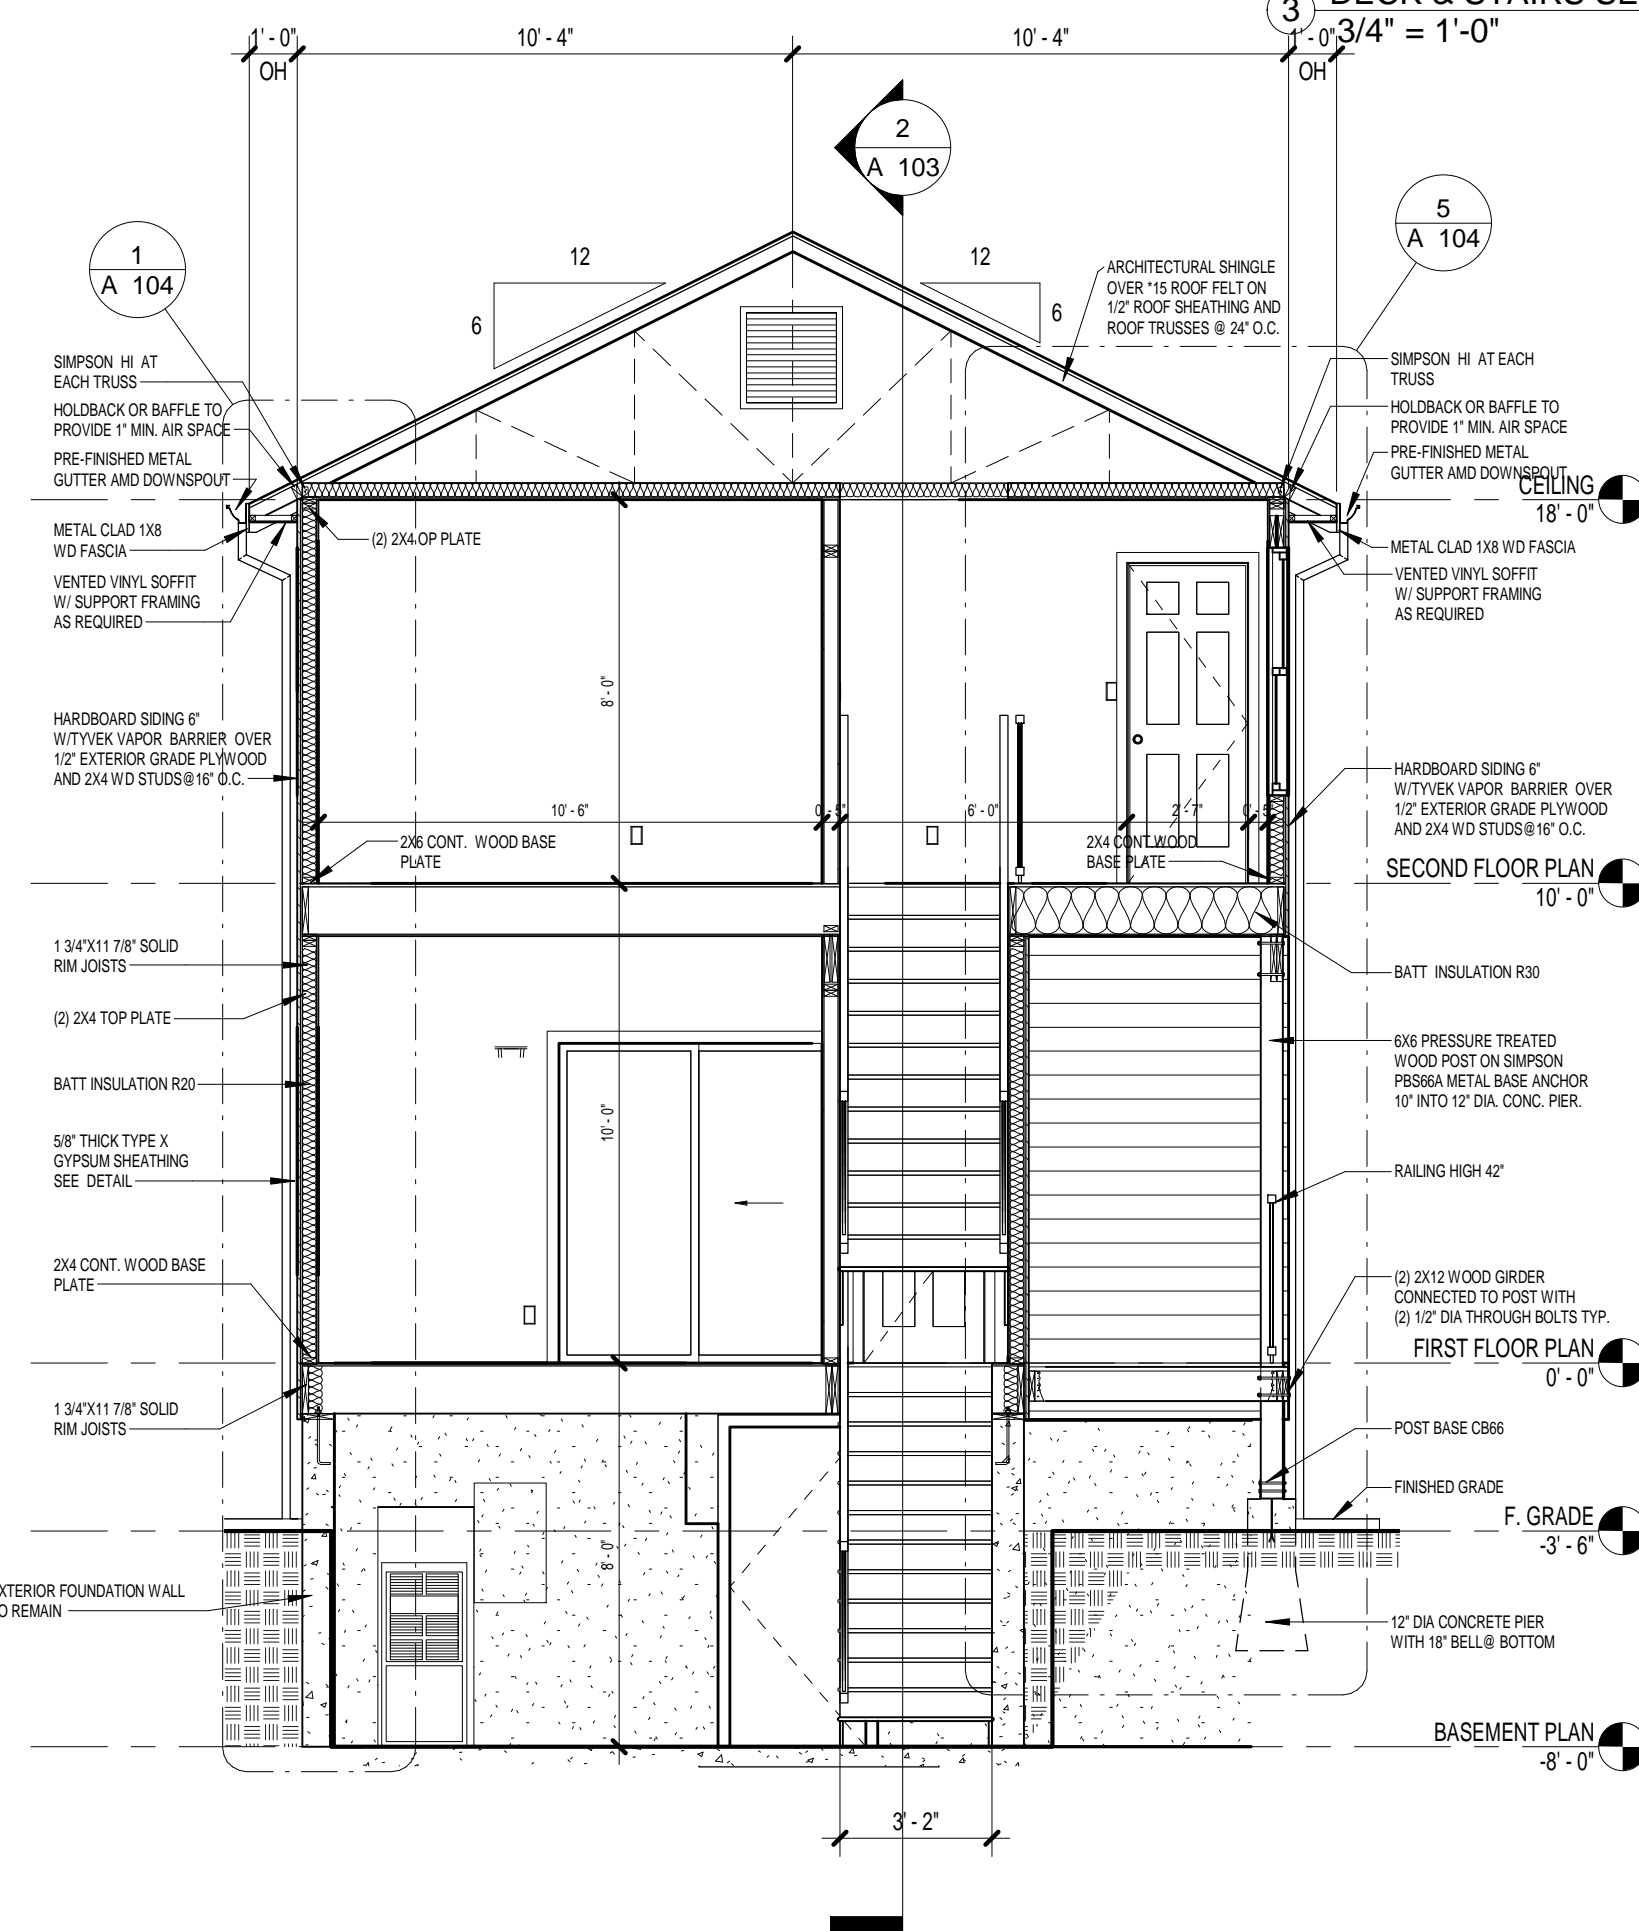 3
3/4" = 1'-0"
1' - 0"
10' - 4"
10' - 4"
' - 0"
OH
OH
2
A 103
1
A 104
5
A 104
12
12
6
6
ARCHITECTURAL SHINGLE
OVER *15 ROOF FELT ON
1/2" ROOF SHEATHING AND
ROOF TRUSSES @ 24" O.C.
SIMPSON HI AT
EACH TRUSS
HOLDBACK OR BAFFLE TO
PROVIDE 1" MIN. AIR SPACE
PRE-FINISHED METAL
GUTTER AMD DOWNSPOUT
METAL CLAD 1X8
WD FASCIA
VENTED VINYL SOFFIT
W/ SUPPORT FRAMING
AS REQUIRED
HARDBOARD SIDING 6"
W/TYVEK VAPOR BARRIER OVER
1/2" EXTERIOR GRADE PLYWOOD
AND 2X4 WD STUDS@16" O.C.
1 3/4"X11 7/8" SOLID
RIM JOISTS
(2) 2X4 TOP PLATE
BATT INSULATION R20
5/8" THICK TYPE X
GYPSUM SHEATHING
SEE DETAIL
2X4 CONT. WOOD BASE
PLATE
1 3/4"X11 7/8" SOLID
RIM JOISTS
XTERIOR FOUNDATION WALL
O REMAIN
(2) 2X4 OP PLATE
8' - 0"
10' - 6"
0' - 5"
6' - 0"
2' - 7"
0' - 5"
2X6 CONT. WOOD BASE
PLATE
2X4 CONT.WOOD
BASE PLATE
10' - 0"
8' - 0"
3' - 2"
SIMPSON HI AT EACH
TRUSS
HOLDBACK OR BAFFLE TO
PROVIDE 1" MIN. AIR SPACE
PRE-FINISHED METAL
GUTTER AMD DOWNSPOUT
CEILING
18' - 0"
METAL CLAD 1X8 WD FASCIA
VENTED VINYL SOFFIT
W/ SUPPORT FRAMING
AS REQUIRED
HARDBOARD SIDING 6"
W/TYVEK VAPOR BARRIER OVER
1/2" EXTERIOR GRADE PLYWOOD
AND 2X4 WD STUDS@16" O.C.
SECOND FLOOR PLAN
10' - 0"
BATT INSULATION R30
6X6 PRESSURE TREATED
WOOD POST ON SIMPSON
PBS66A METAL BASE ANCHOR
10" INTO 12" DIA. CONC. PIER.
RAILING HIGH 42"
(2) 2X12 WOOD GIRDER
CONNECTED TO POST WITH
(2) 1/2" DIA THROUGH BOLTS TYP.
FIRST FLOOR PLAN
0' - 0"
POST BASE CB66
FINISHED GRADE
F. GRADE
-3' - 6"
12" DIA CONCRETE PIER
WITH 18" BELL@ BOTTOM
BASEMENT PLAN
-8' - 0"